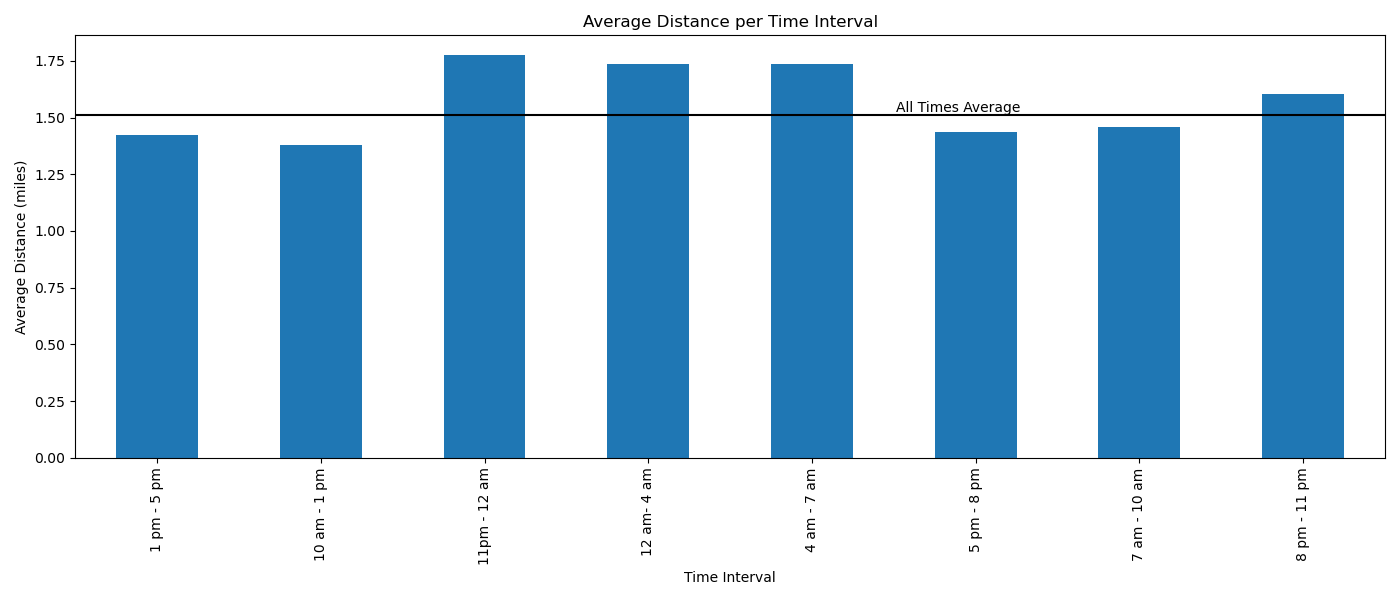 Average Distance per Time Interval
Average Distance (miles)
1.75
1.50
1.25
1.00
0.75
0.50
0.25
0.00
All Times Average
1 pm - 5 pm
10 am - 1 pm
11pm - 12 am
12 am- 4 am
4 am - 7 am
5 pm - 8 pm
7 am - 10 am
8 pm - 11 pm
Time Interval